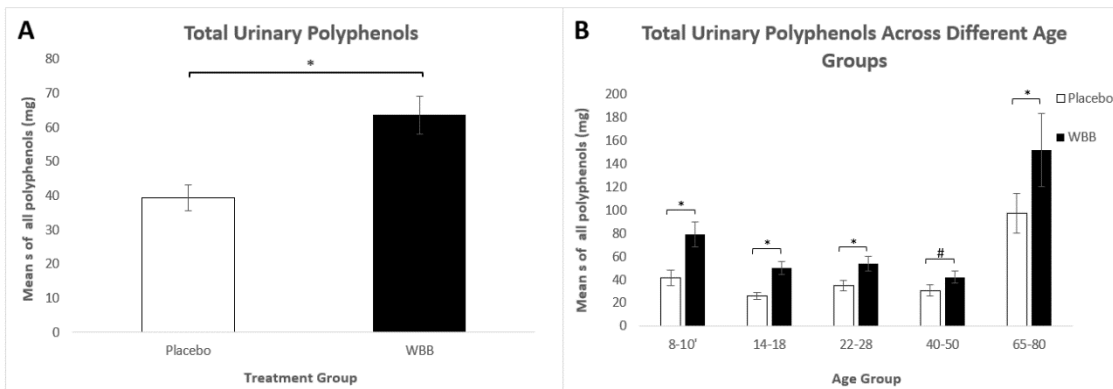 A
Total Urinary Polyphenols
*
80
70
60
50
40
30
20
10
0
Mean s of all polyphenols (mg)
Placebo
WBB
Treatment Group
B
Total Urinary Polyphenols Across Different Age
Groups
200
180
160
140
120
100
80
60
40
20
0
Mean s of all polyphenols (mg)
*
*
*
#
*
Placebo
WBB
8-10'
14-18
22-28
40-50
65-80
Age Group